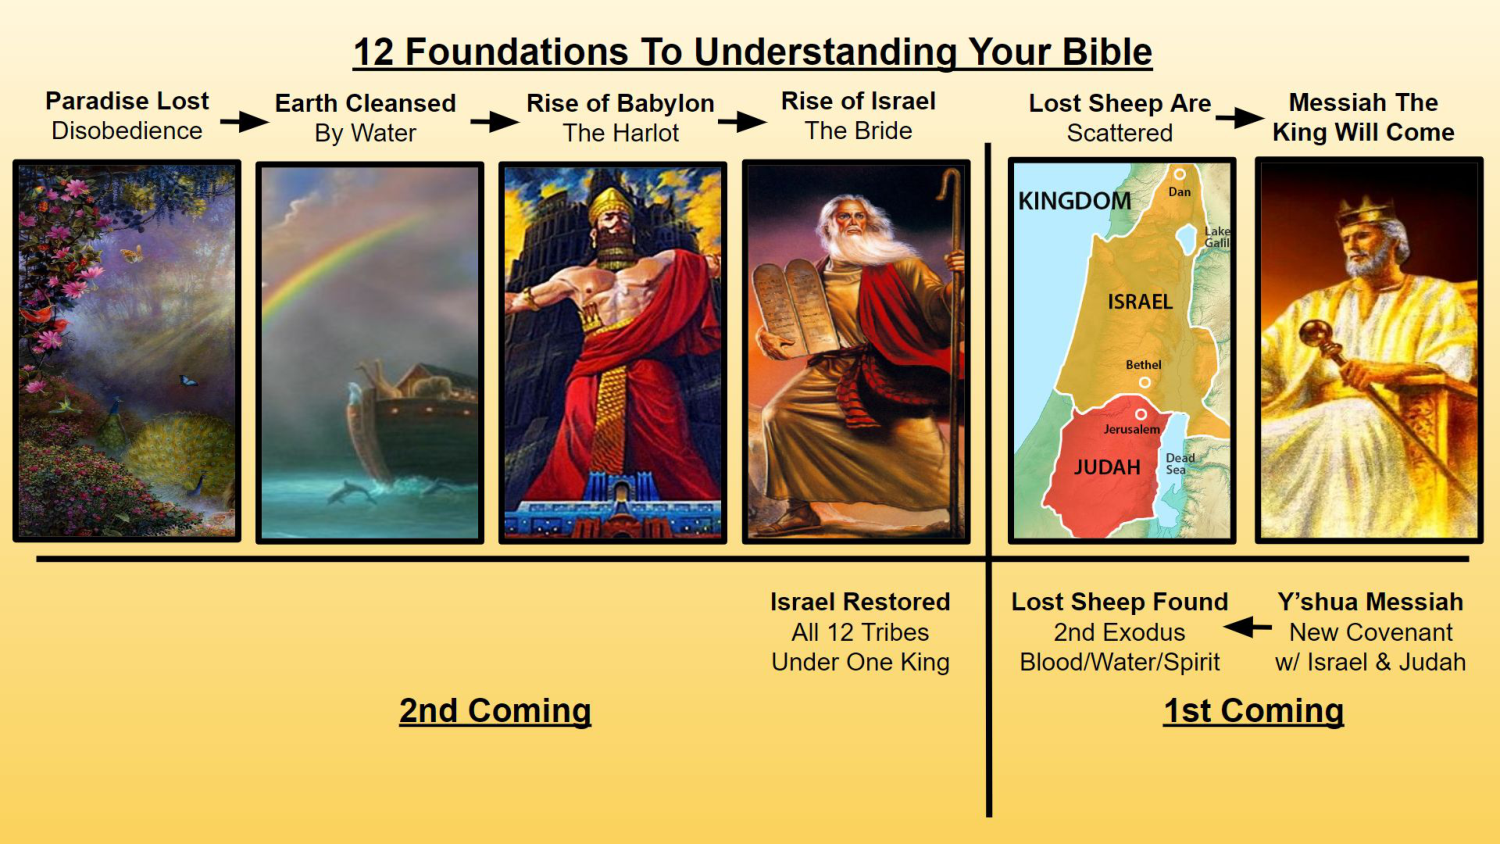 12 Foundations To Understanding Your Bible
Paradise Lost
Disobedience
Earth Cleansed
By Water
Rise of Babylon
The Harlot
Rise of Israel
The Bride
Lost Sheep Are
Scattered
Messiah The
King Will Come
KINGDOM
Dan
Lake
Galil
ISRAEL
Bethel
Jerusalem
JUDAH
Dead
Sea
Israel Restored
All 12 Tribes
Under One King
Lost Sheep Found
2nd Exodus
Blood/Water/Spirit
Y'shua Messiah
New Covenant
w/ Israel & Judah
2nd Coming
1st Coming